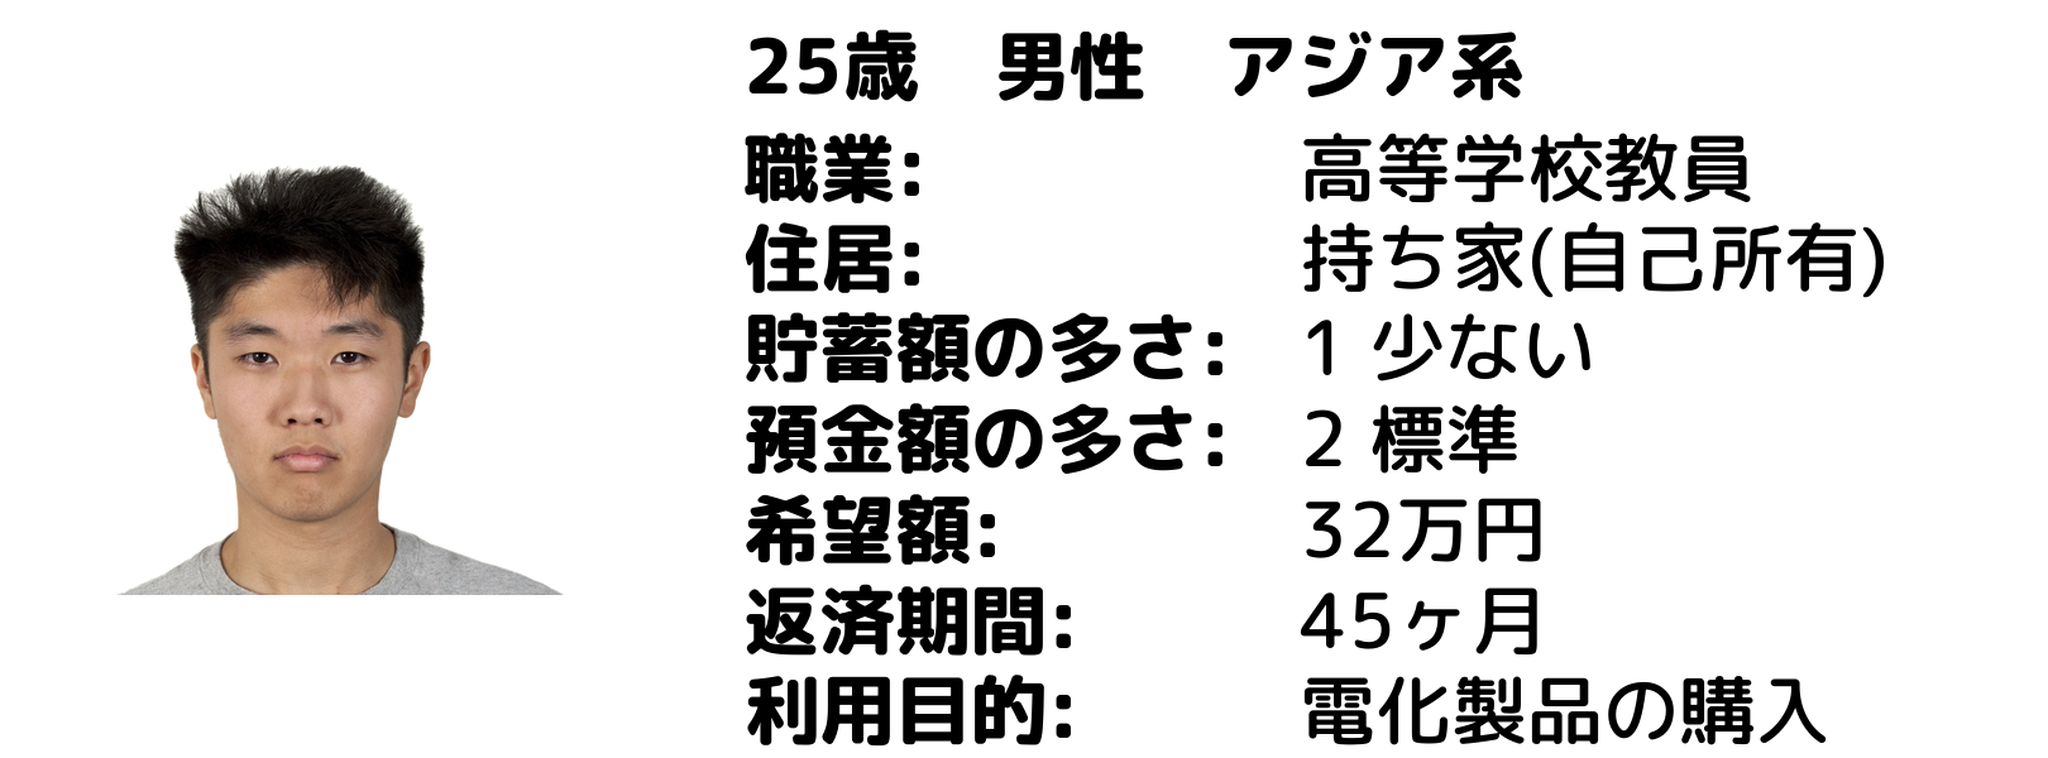 25歳　男性　アジア系
職業: 高等学校教員
住居: 持ち家(自己所有)
貯蓄額の多さ: 1 少ない
預金額の多さ: 2 標準
希望額: 32万円
返済期間: 45ヶ月
利用目的: 電化製品の購入